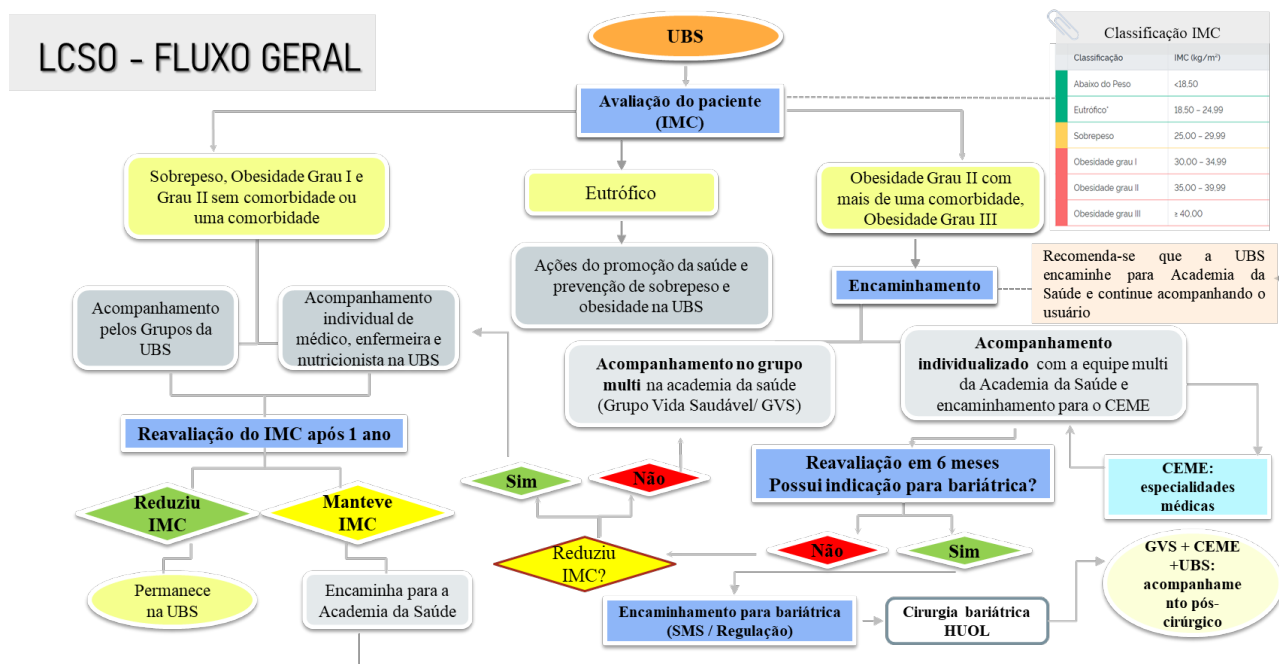 LCSO - FLUXO GERAL
UBS
Classificação IMC
Classificação IMC (kg/m²)
Abaixo do Peso <18.50
Eutrófico* 18.50 – 24.99
Sobrepeso 25.00 – 29.99
Obesidade grau I 30.00 – 34.99
Obesidade grau II 35.00 – 39.99
Obesidade grau III ≥ 40.00
Avaliação do paciente
(IMC)
Sobrepeso, Obesidade Grau I e
Grau II sem comorbidade ou
uma comorbidade
Eutrófico
Obesidade Grau II com
mais de uma comorbidade,
Obesidade Grau III
Ações do promoção da saúde e
prevenção de sobrepeso e
obesidade na UBS
Encaminhamento
Recomenda-se que a UBS
encaminhe para Academia da
Saúde e continue acompanhando o
usuário
Acompanhamento
pelos Grupos da
UBS
Acompanhamento
individual de
médico, enfermeira e
nutricionista na UBS
Acompanhamento no grupo
multi na academia da saúde
(Grupo Vida Saudável/ GVS)
Acompanhamento
individualizado com a equipe multi
da Academia da Saúde e
encaminhamento para o CEME
Reavaliação do IMC após 1 ano
Reavaliação em 6 meses
Possui indicação para bariátrica?
CEME:
especialidades
médicas
Sim
Não
Reduziu
IMC
Manteve
IMC
Reduziu
IMC?
Não
Sim
GVS + CEME
+UBS:
acompanhame
nto pós-
cirúrgico
Permanece
na UBS
Encaminha para a
Academia da Saúde
Encaminhamento para bariátrica
(SMS / Regulação)
Cirurgia bariátrica
HUOL